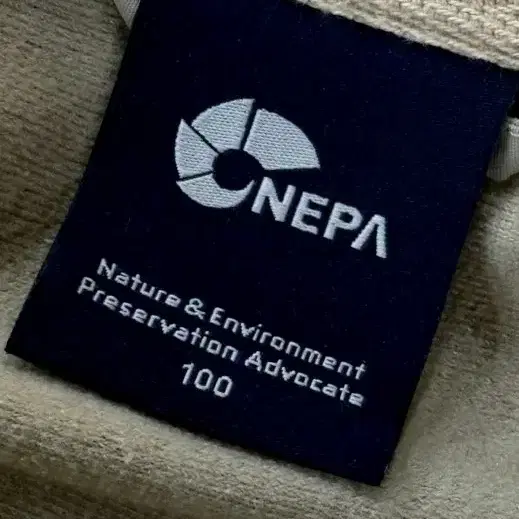 NEPA
Nature & Environment
Preservation Advocate
100